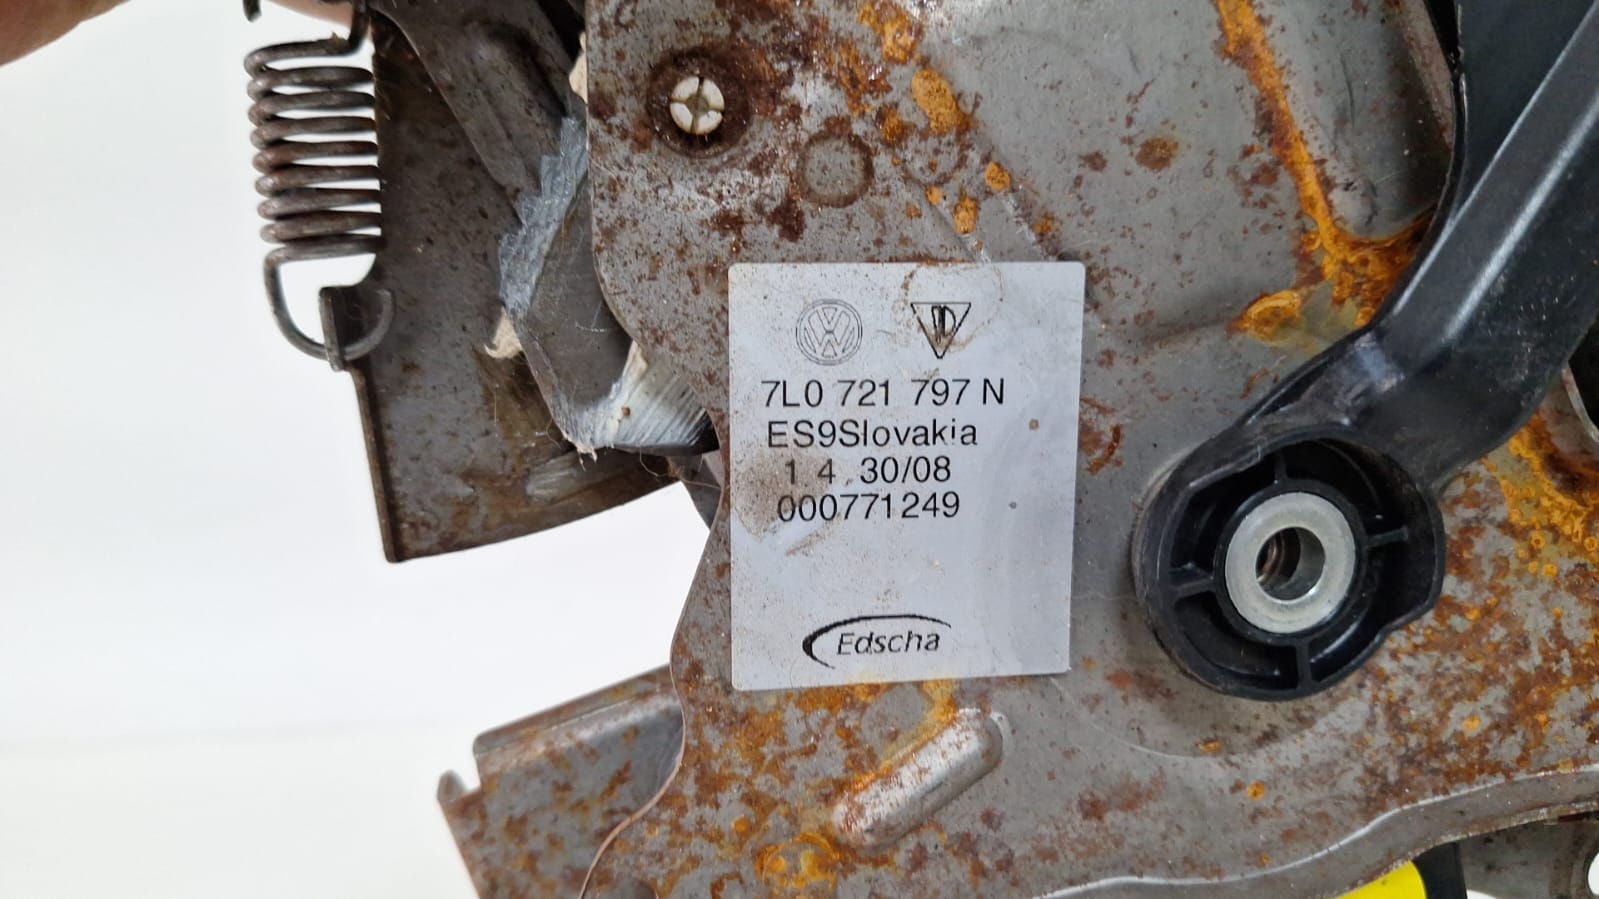 7L0 721 797 N
ES9Slovakia
1 4 30/08
000771249
Edscha